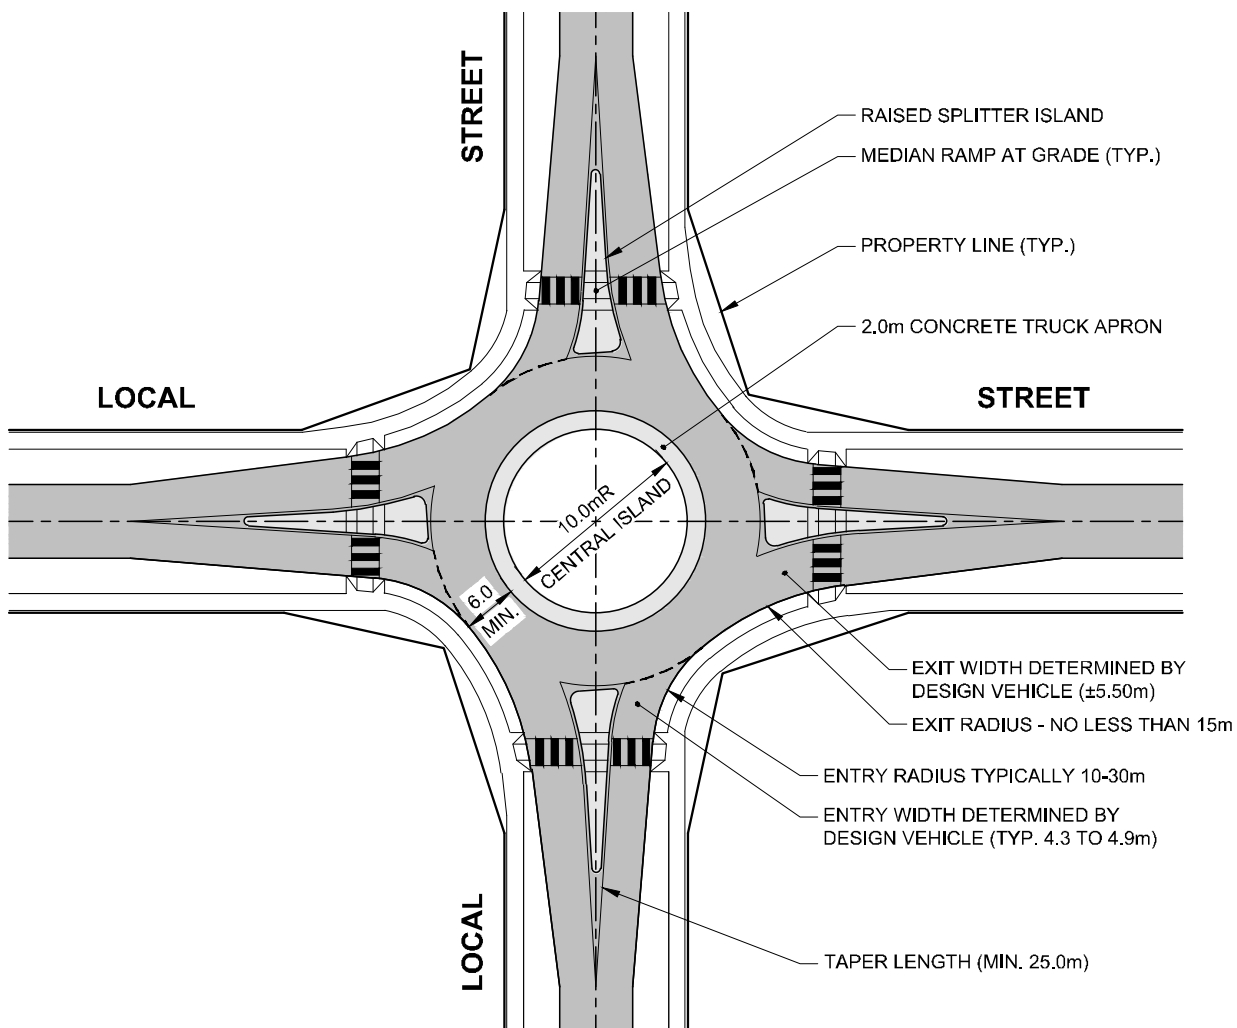 STREET
RAISED SPLITTER ISLAND
MEDIAN RAMP AT GRADE (TYP.)
PROPERTY LINE (TYP.)
2.0m CONCRETE TRUCK APRON
LOCAL
STREET
10.0mR
CENTRAL ISLAND
6.0
MIN.
EXIT WIDTH DETERMINED BY
DESIGN VEHICLE (±5.50m)
EXIT RADIUS - NO LESS THAN 15m
ENTRY RADIUS TYPICALLY 10-30m
ENTRY WIDTH DETERMINED BY
DESIGN VEHICLE (TYP. 4.3 TO 4.9m)
LOCAL
TAPER LENGTH (MIN. 25.0m)